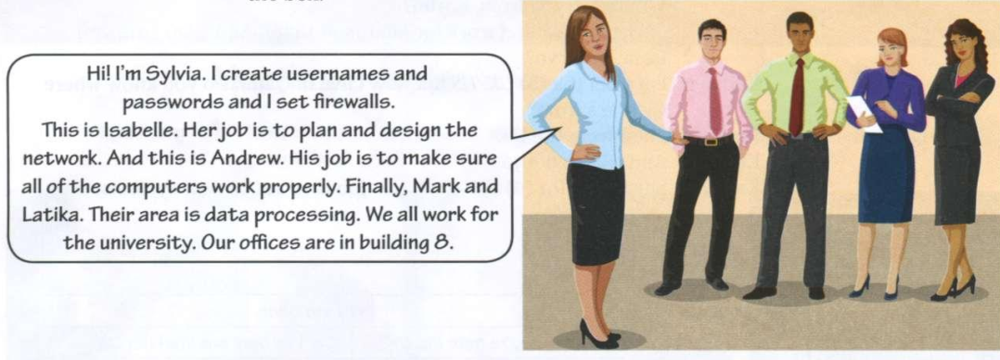 Hi! I'm Sylvia. I create usernames and
passwords and I set firewalls.
This is Isabelle. Her job is to plan and design the
network. And this is Andrew. His job is to make sure
all of the computers work properly. Finally, Mark and
Latika. Their area is data processing. We all work for
the university. Our offices are in building 8.